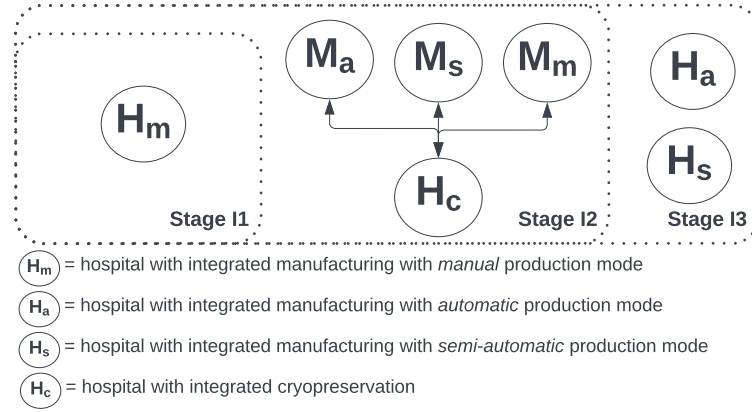 Ma Ms Mm Ha
Hm
Hs
Hc
Stage I1 Stage I2 Stage I3
Hm = hospital with integrated manufacturing with manual production mode
Ha = hospital with integrated manufacturing with automatic production mode
Hs = hospital with integrated manufacturing with semi-automatic production mode
Hc = hospital with integrated cryopreservation